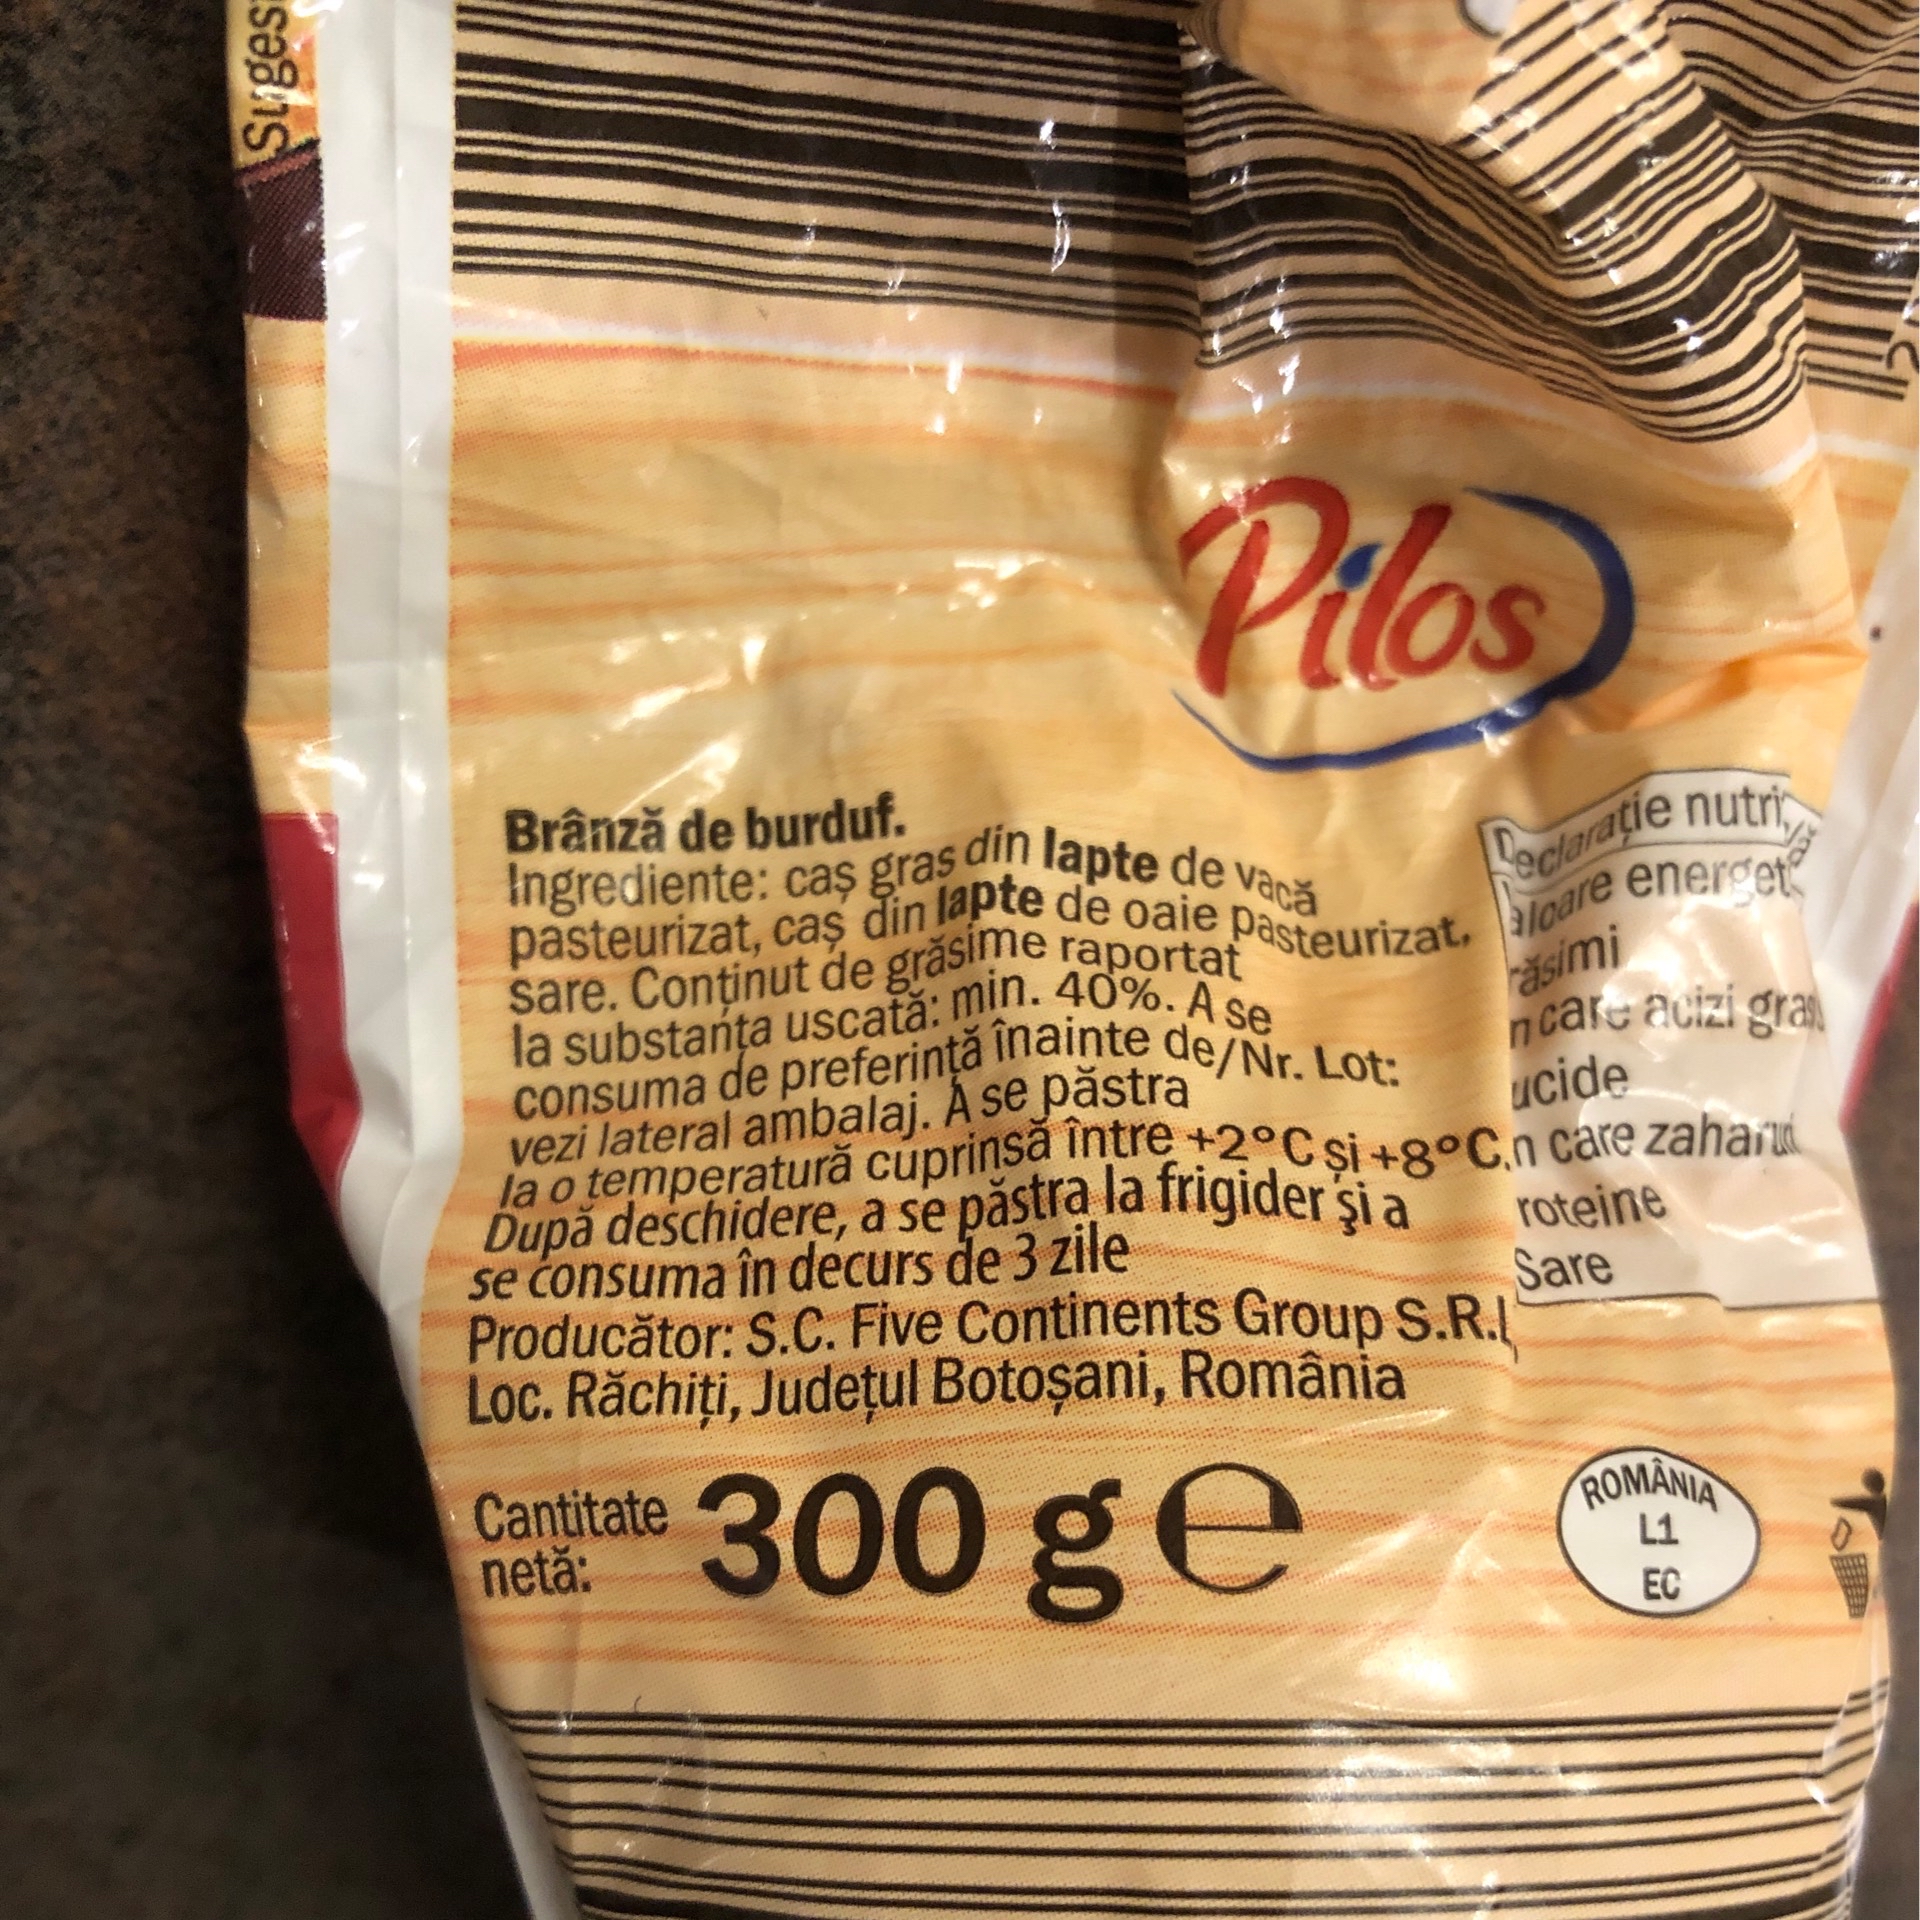 Pilos
Brânză de burduf.
Ingrediente: caș gras din lapte de vacă
pasteurizat, caș din lapte de oaie pasteurizat,
sare. Conținut de grăsime raportat
la substanța uscată: min. 40%. A se
consuma de preferință înainte de/Nr. Lot:
vezi lateral ambalaj. A se păstra
la o temperatură cuprinsă între +2°C și +8°C.
După deschidere, a se păstra la frigider și a
se consuma în decurs de 3 zile
Producător: S.C. Five Continents Group S.R.L
Loc. Răchiți, Județul Botoșani, România
Cantitate
netă:
300 g e
Declarație nutri
aloare energet
răsimi
n care acizi gra
ucide
n care zaharu
roteine
Sare
ROMÂNIA
L1
EC
Suges